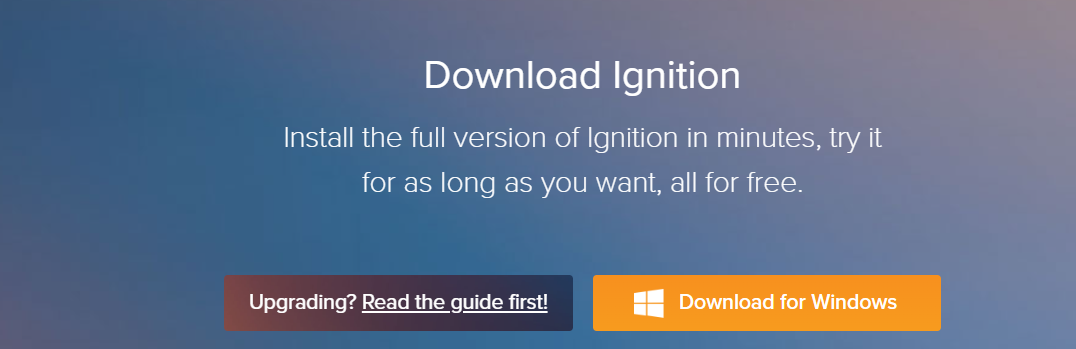 Download Ignition
Install the full version of Ignition in minutes, try it
for as long as you want, all for free.
Upgrading? Read the guide first!
Download for Windows